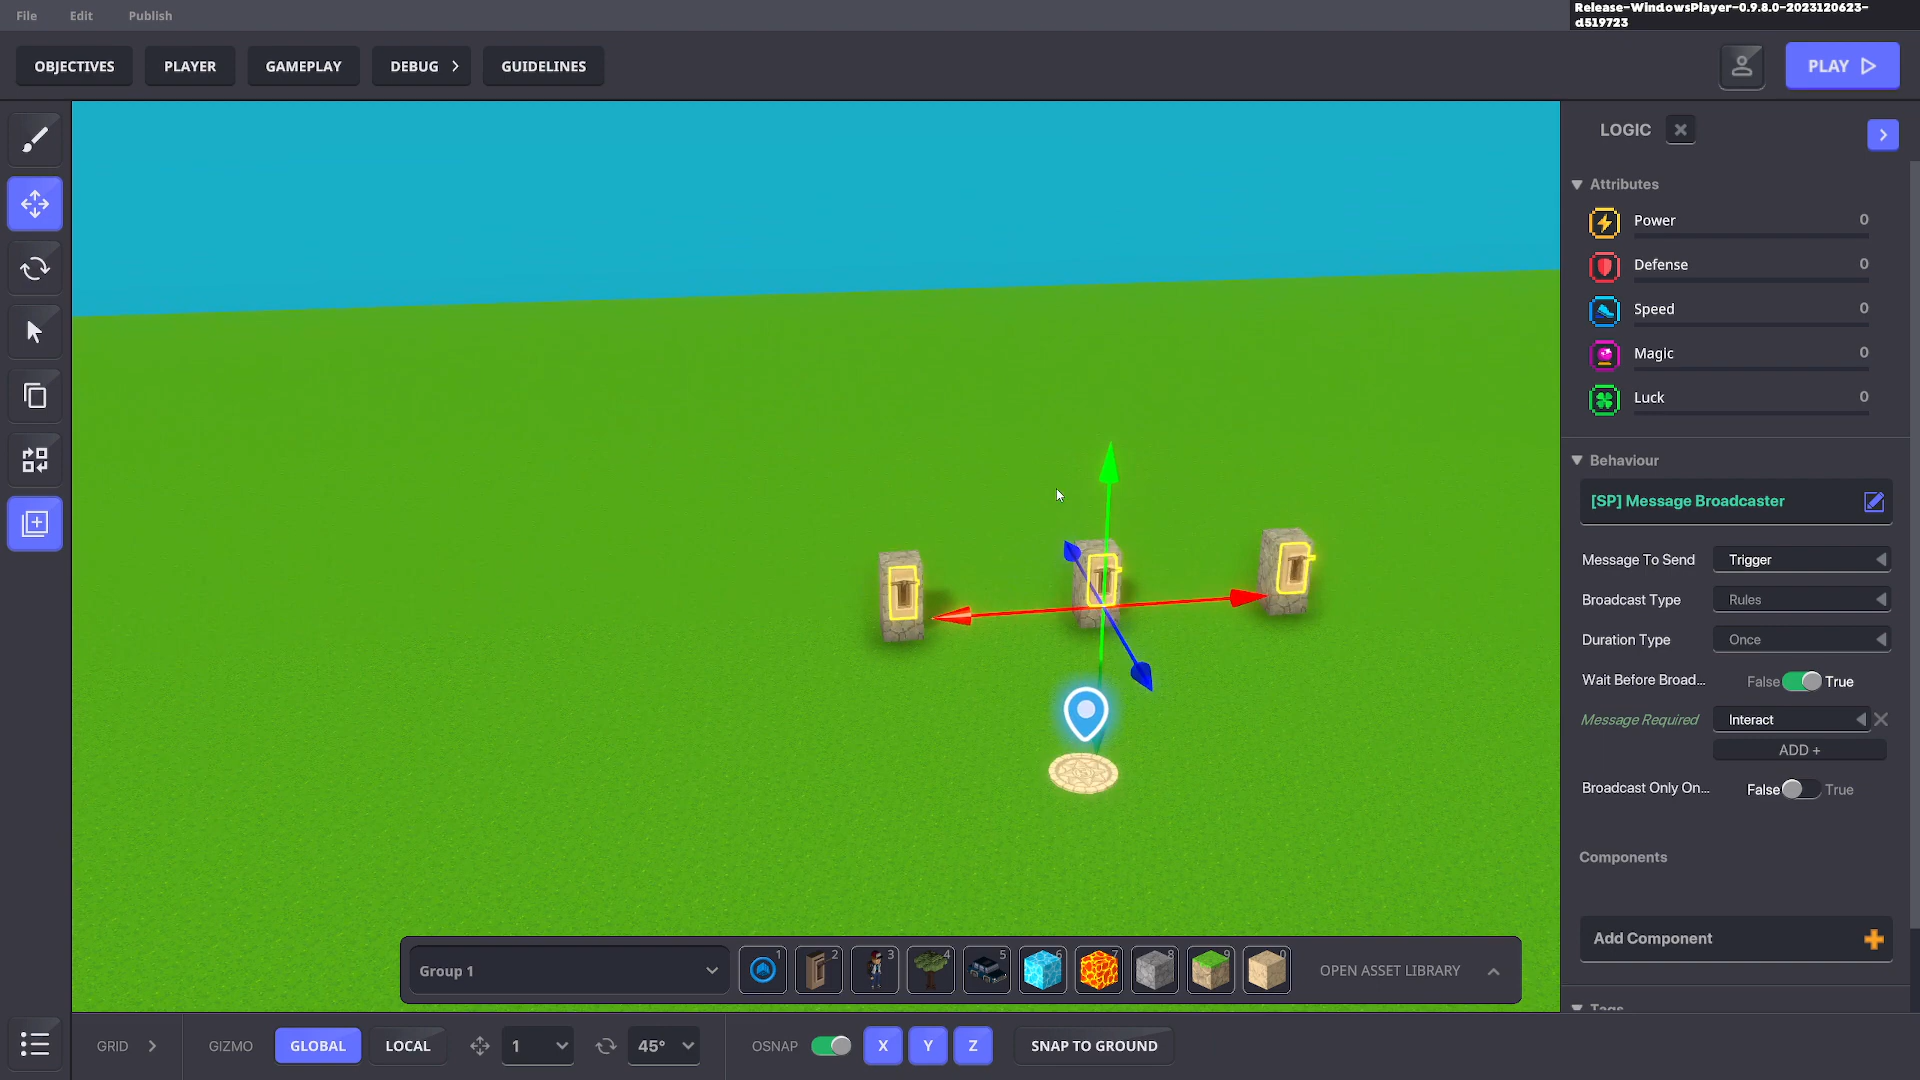 File Edit Publish
Release-WindowsPlayer-0.9.8.0-2023120623-
d519723
OBJECTIVES PLAYER GAMEPLAY DEBUG GUIDELINES
PLAY
LOGIC
Attributes
Power 0
Defense 0
Speed 0
Magic 0
Luck 0
Behaviour
[SP] Message Broadcaster
Message To Send Trigger
Broadcast Type Rules
Duration Type Once
Wait Before Broad... False True
Message Required Interact
ADD +
Broadcast Only On... False True
Components
Add Component
Tags
Group 1
1 2 3 4 5 6 7 8 9 0
OPEN ASSET LIBRARY
GRID GIZMO GLOBAL LOCAL 1 45° OSNAP X Y Z SNAP TO GROUND